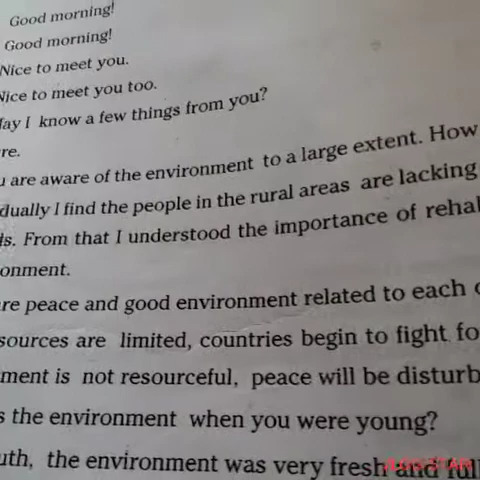 Good morning!
Good morning!
Nice to meet you.
Nice to meet you too.
May I know a few things from you?
re.
u are aware of the environment to a large extent. How
dually I find the people in the rural areas are lacking
ls. From that I understood the importance of rehal
onment.
re peace and good environment related to each o
sources are limited, countries begin to fight fo
ment is not resourceful, peace will be disturb
s the environment when you were young?
uth, the environment was very fresh and full